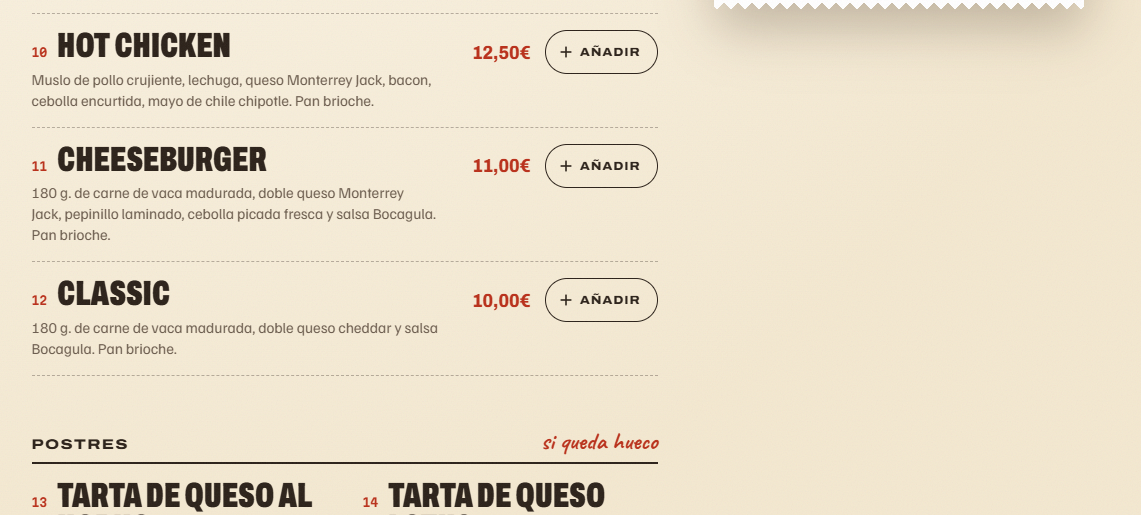 10 HOT CHICKEN 12,50€ + AÑADIR
Muslo de pollo crujiente, lechuga, queso Monterrey Jack, bacon,
cebolla encurtida, mayo de chile chipotle. Pan brioche.
11 CHEESEBURGER 11,00€ + AÑADIR
180 g. de carne de vaca madurada, doble queso Monterrey
Jack, pepinillo laminado, cebolla picada fresca y salsa Bocagula.
Pan brioche.
12 CLASSIC 10,00€ + AÑADIR
180 g. de carne de vaca madurada, doble queso cheddar y salsa
Bocagula. Pan brioche.
POSTRES si queda hueco
13 TARTA DE QUESO AL 14 TARTA DE QUESO